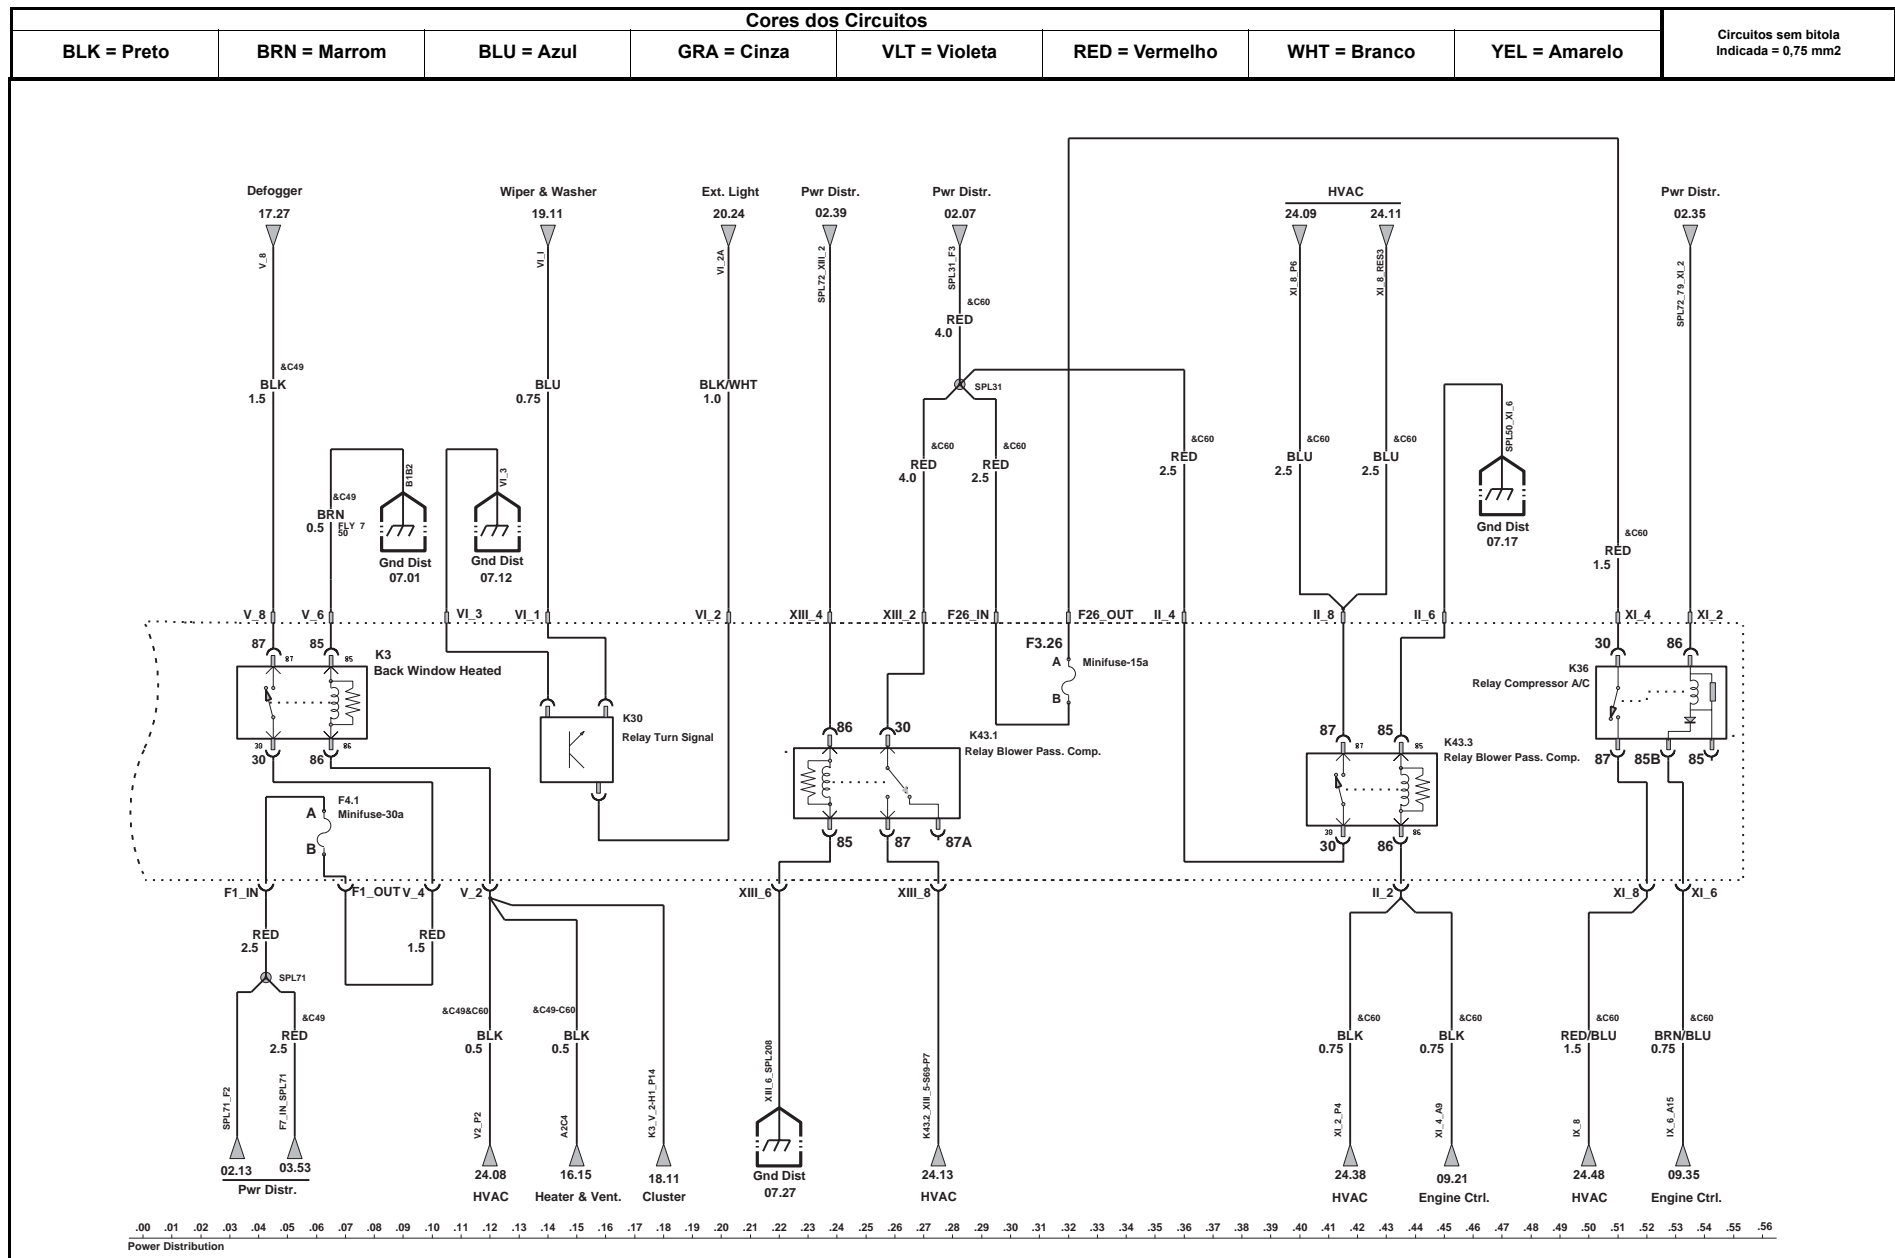 Cores dos Circuitos
BLK = Preto
BRN = Marrom
BLU = Azul
GRA = Cinza
VLT = Violeta
RED = Vermelho
WHT = Branco
YEL = Amarelo
Circuitos sem bitola
Indicada = 0,75 mm2
Defogger
17.27
Wiper & Washer
19.11
Ext. Light
20.24
Pwr Distr.
02.39
Pwr Distr.
02.07
HVAC
24.09 24.11
Pwr Distr.
02.35
V_8
VI_I
VI_2A
SPL72_XIII_2
SPL31_F3
XI_8_P6
XI_8_RES3
SPL72_79_XI_2
&C60
RED
4.0
SPL31
&C49
BLK
1.5
BLU
0.75
BLK/WHT
1.0
&C60
RED
4.0
&C60
RED
2.5
&C60
RED
2.5
&C60
BLU
2.5
&C60
BLU
2.5
SPL50_XI_6
Gnd Dist
07.17
&C49
BRN
0.5
FLY 7
50
B1B2
Gnd Dist
07.01
VI_3
Gnd Dist
07.12
&C60
RED
1.5
V_8
V_6
VI_3
VI_1
VI_2
XIII_4
XIII_2
F26_IN
F26_OUT
II_4
II_8
II_6
XI_4
XI_2
87 85
87 85
K3
Back Window Heated
30 86
30 86
K30
Relay Turn Signal
F3.26
A
Minifuse-15a
B
86 30
K43.1
Relay Blower Pass. Comp.
85 87 87A
87 85
87 85
K43.3
Relay Blower Pass. Comp.
30 86
30 86
30 86
K36
Relay Compressor A/C
87 85B 85
F4.1
A
Minifuse-30a
B
F1_IN
F1_OUT
V_4
V_2
XIII_6
XIII_8
II_2
XI_8
XI_6
RED
2.5
RED
1.5
SPL71
&C49
RED
2.5
&C49&C60
BLK
0.5
&C49-C60
BLK
0.5
&C60
BLK
0.75
&C60
BLK
0.75
&C60
RED/BLU
1.5
&C60
BRN/BLU
0.75
SPL71_F2
F7_IN_SPL71
V2_P2
A2C4
K3_V_2-H1_P14
XIII_6_SPL208
K43.2_XIII_5-S69-P7
XI_2_P4
XI_4_A9
IX_8
IX_6_A15
02.13 03.53
Pwr Distr.
24.08
HVAC
16.15
Heater & Vent.
18.11
Cluster
Gnd Dist
07.27
24.13
HVAC
24.38
HVAC
09.21
Engine Ctrl.
24.48
HVAC
09.35
Engine Ctrl.
.00 .01 .02 .03 .04 .05 .06 .07 .08 .09 .10 .11 .12 .13 .14 .15 .16 .17 .18 .19 .20 .21 .22 .23 .24 .25 .26 .27 .28 .29 .30 .31 .32 .33 .34 .35 .36 .37 .38 .39 .40 .41 .42 .43 .44 .45 .46 .47 .48 .49 .50 .51 .52 .53 .54 .55 .56
Power Distribution